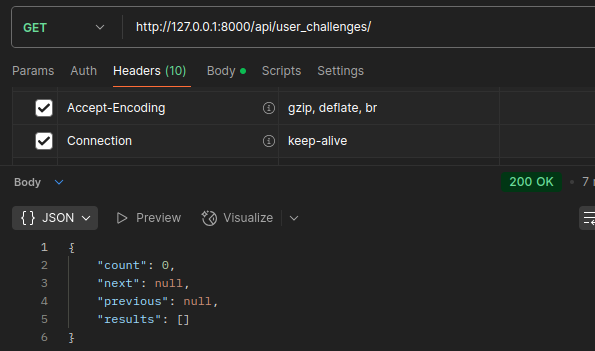 GET http://127.0.0.1:8000/api/user_challenges/
Params Auth Headers (10) Body Scripts Settings
Accept-Encoding gzip, deflate, br
Connection keep-alive
Body 200 OK 7
{ } JSON Preview Visualize
1 {
2 "count": 0,
3 "next": null,
4 "previous": null,
5 "results": []
6 }